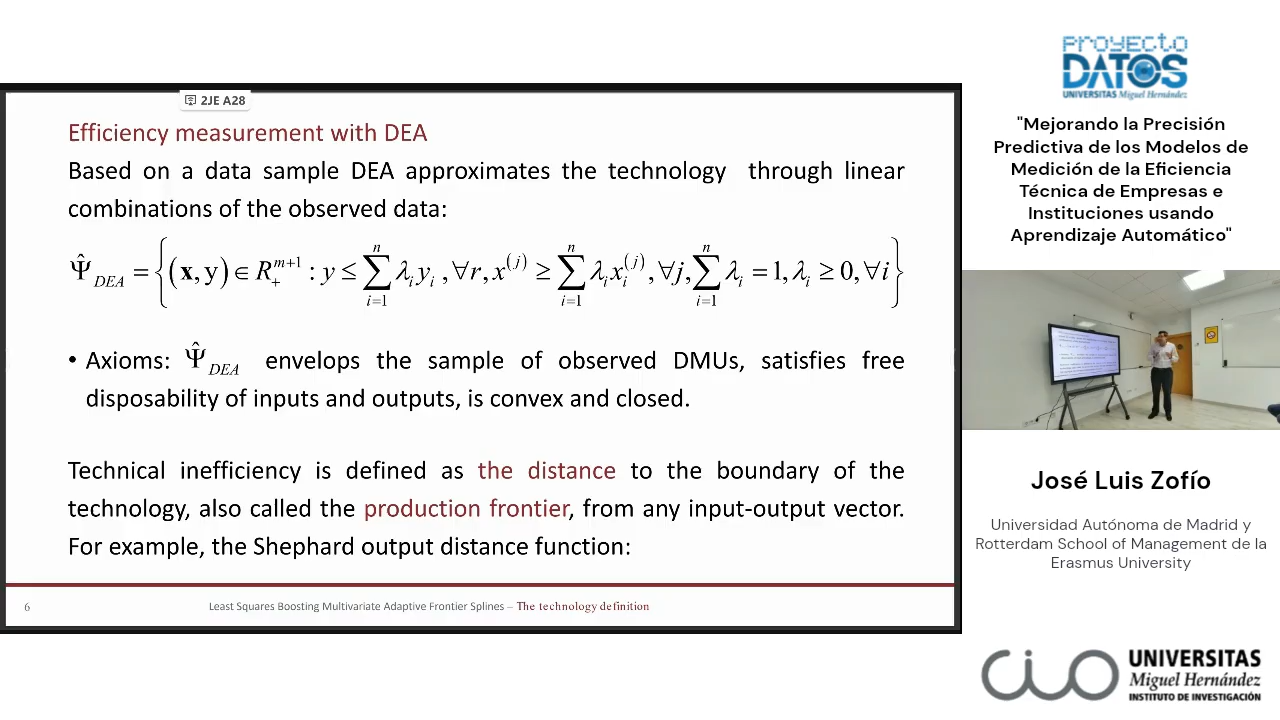 2JE A28
Efficiency measurement with DEA
Based on a data sample DEA approximates the technology through linear
combinations of the observed data:
Ψ̂_DEA = {(x, y) ∈ R₊^{m+1} : y ≤ ∑_{i=1}^{n} λ_i y_i , ∀r, x^{(j)} ≥ ∑_{i=1}^{n} λ_i x_i^{(j)}, ∀j, ∑_{i=1}^{n} λ_i = 1, λ_i ≥ 0, ∀i}
• Axioms: Ψ̂_DEA envelops the sample of observed DMUs, satisfies free
disposability of inputs and outputs, is convex and closed.
Technical inefficiency is defined as the distance to the boundary of the
technology, also called the production frontier, from any input-output vector.
For example, the Shephard output distance function:
6
Least Squares Boosting Multivariate Adaptive Frontier Splines – The technology definition
PROYECTO
DATOS
UNIVERSITAS Miguel Hernández
"Mejorando la Precisión
Predictiva de los Modelos de
Medición de la Eficiencia
Técnica de Empresas e
Instituciones usando
Aprendizaje Automático"
José Luis Zofío
Universidad Autónoma de Madrid y
Rotterdam School of Management de la
Erasmus University
CIO
UNIVERSITAS
Miguel Hernández
INSTITUTO DE INVESTIGACIÓN